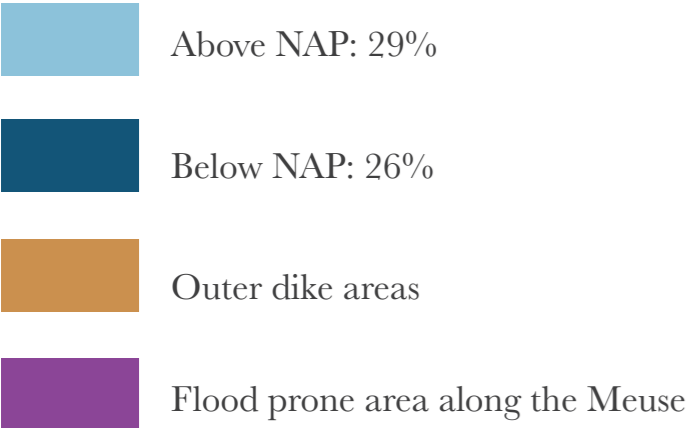 Above NAP: 29%
Below NAP: 26%
Outer dike areas
Flood prone area along the Meuse